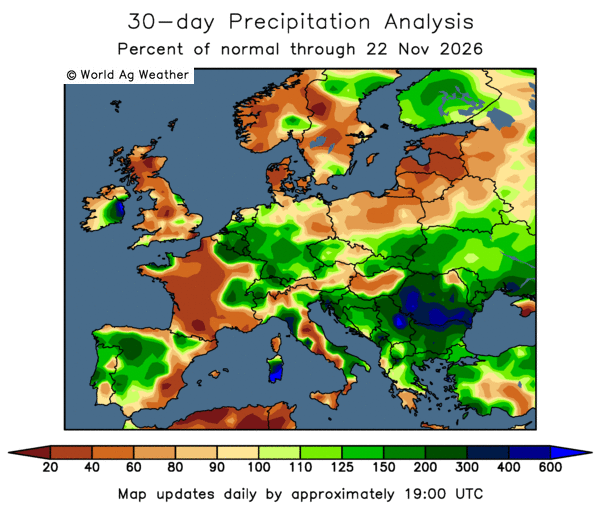 30-day Precipitation Analysis
Percent of normal through 22 Nov 2026
© World Ag Weather
20 40 60 80 90 100 110 125 150 200 300 400 600
Map updates daily by approximately 19:00 UTC